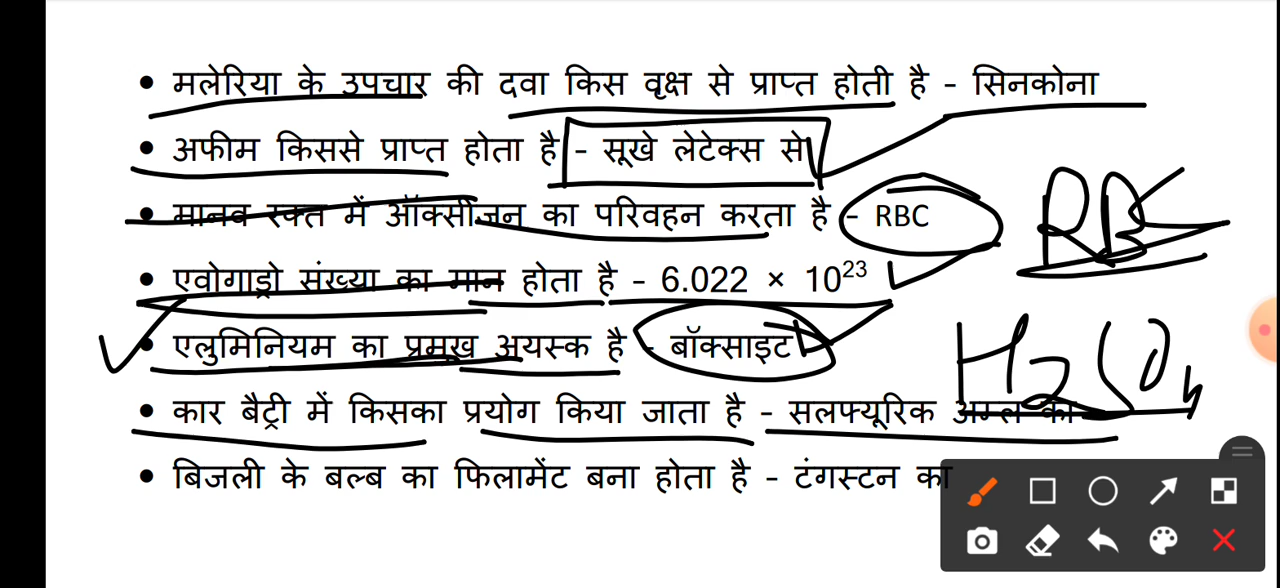 • मलेरिया के उपचार की दवा किस वृक्ष से प्राप्त होती है - सिनकोना
• अफीम किससे प्राप्त होता है - सूखे लेटेक्स से
• मानव रक्त में ऑक्सीजन का परिवहन करता है - RBC
RB
• एवोगाड्रो संख्या का मान होता है - 6.022 × 10²³
• एलुमिनियम का प्रमुख अयस्क है - बॉक्साइट
H2SO4
• कार बैट्री में किसका प्रयोग किया जाता है - सलफ्यूरिक अम्ल का
• बिजली के बल्ब का फिलामेंट बना होता है - टंगस्टन का